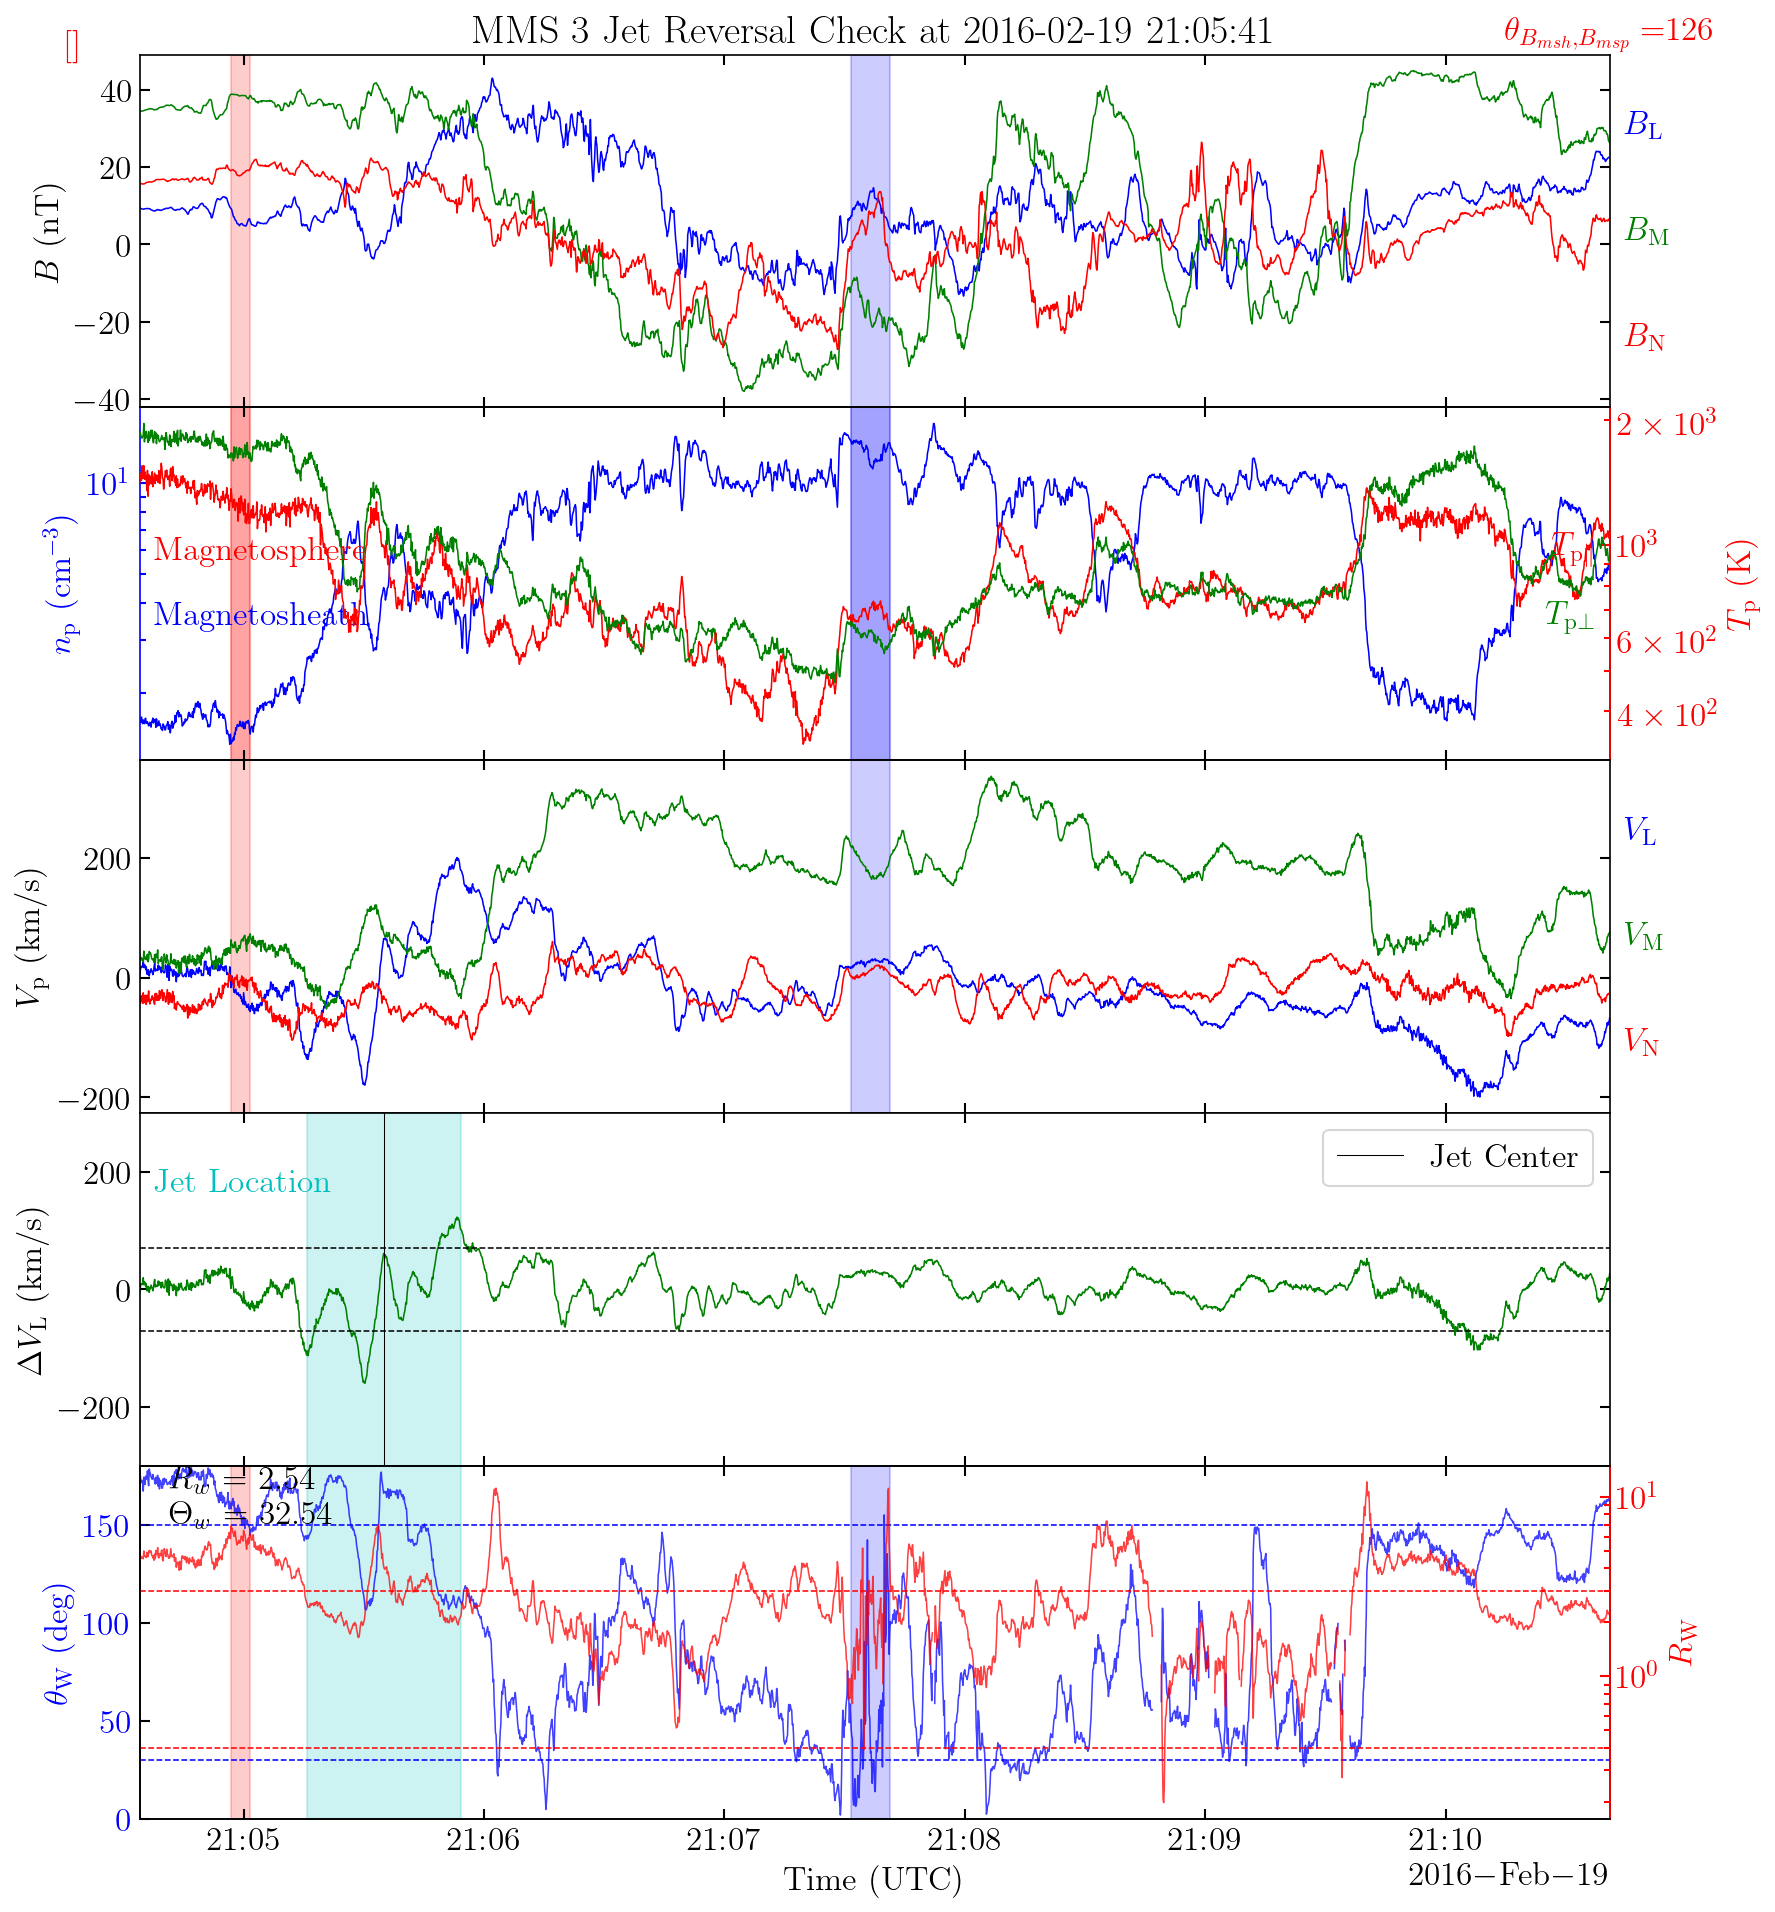 MMS 3 Jet Reversal Check at 2016-02-19 21:05:41
[]
θ_{B_{msh},B_{msp}} =126
40
20
0
−20
−40
B (nT)
B_L
B_M
B_N
10^1
n_p (cm^{−3})
Magnetosphere
Magnetosheath
2 × 10^3
10^3
6 × 10^2
4 × 10^2
T_p (K)
T_{p∥}
T_{p⊥}
200
0
−200
V_p (km/s)
V_L
V_M
V_N
200
0
−200
ΔV_L (km/s)
Jet Location
Jet Center
R_w = 2.54
Θ_w = 32.54
150
100
50
0
θ_W (deg)
10^1
10^0
R_W
21:05
21:06
21:07
21:08
21:09
21:10
2016−Feb−19
Time (UTC)